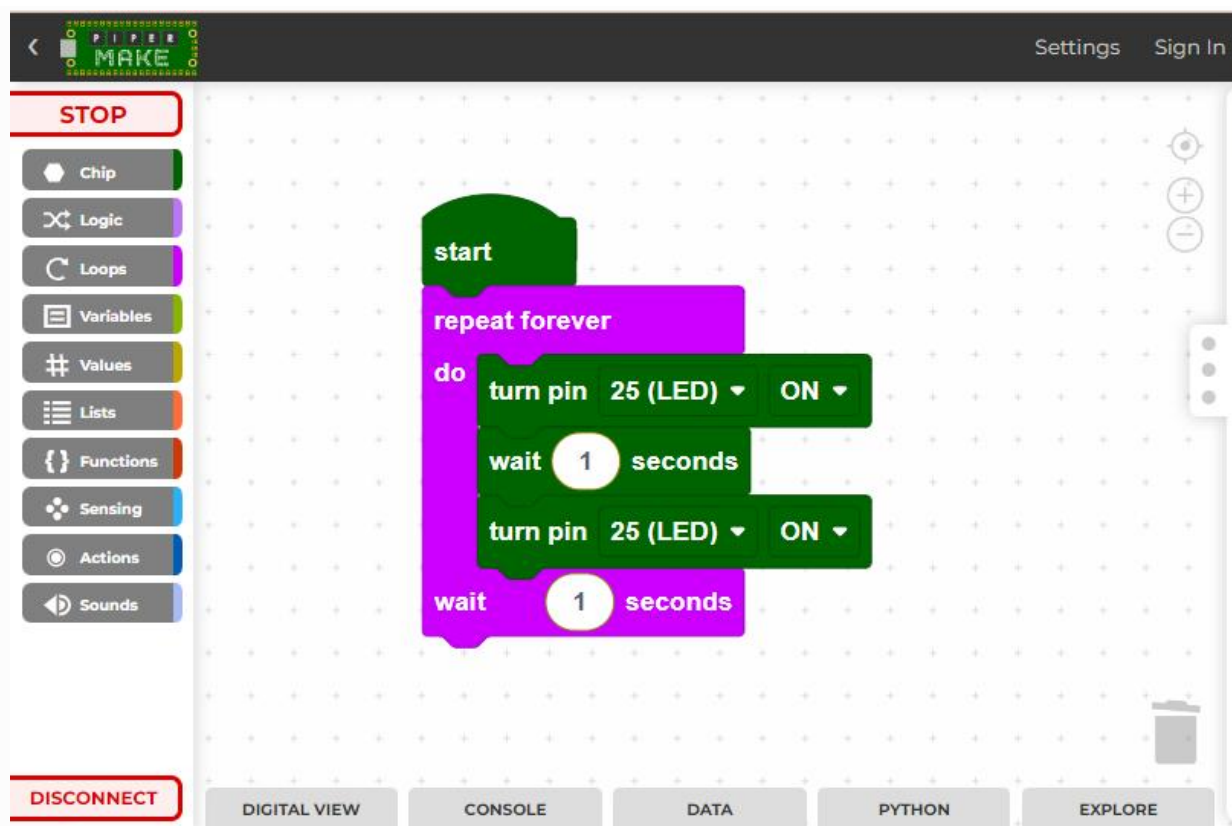 PIPER
MAKE
Settings Sign In
STOP
Chip
Logic
Loops
Variables
Values
Lists
Functions
Sensing
Actions
Sounds
DISCONNECT
start
repeat forever
do
turn pin 25 (LED) ON
wait 1 seconds
turn pin 25 (LED) ON
wait 1 seconds
DIGITAL VIEW CONSOLE DATA PYTHON EXPLORE